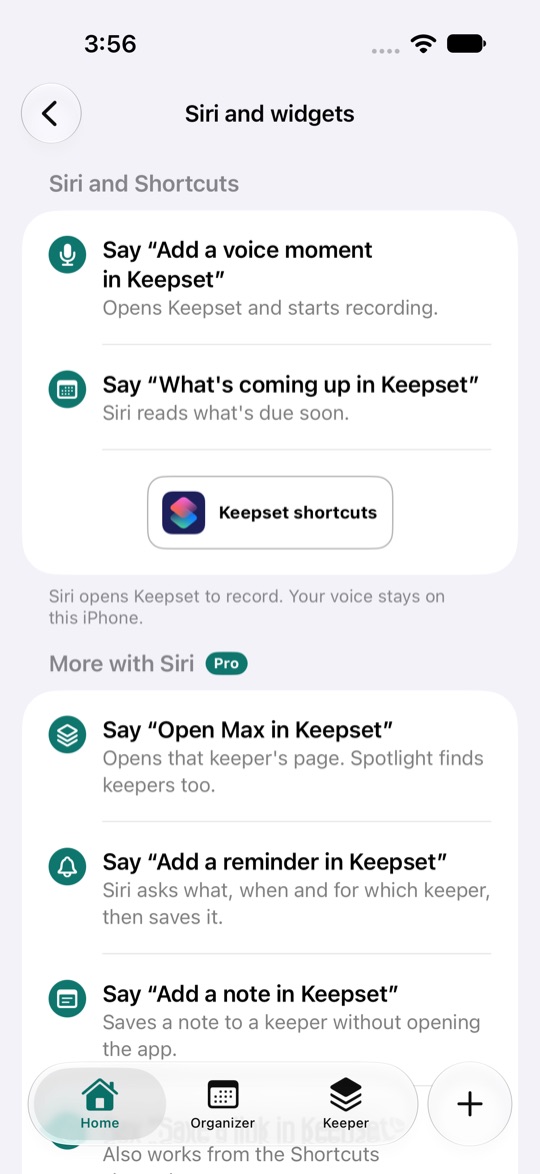 3:56
Siri and widgets
Siri and Shortcuts
Say “Add a voice moment
in Keepset”
Opens Keepset and starts recording.
Say “What's coming up in Keepset”
Siri reads what's due soon.
Keepset shortcuts
Siri opens Keepset to record. Your voice stays on
this iPhone.
More with Siri Pro
Say “Open Max in Keepset”
Opens that keeper's page. Spotlight finds
keepers too.
Say “Add a reminder in Keepset”
Siri asks what, when and for which keeper,
then saves it.
Say “Add a note in Keepset”
Saves a note to a keeper without opening
the app.
Home
Organizer
Keeper
Also works from the Shortcuts